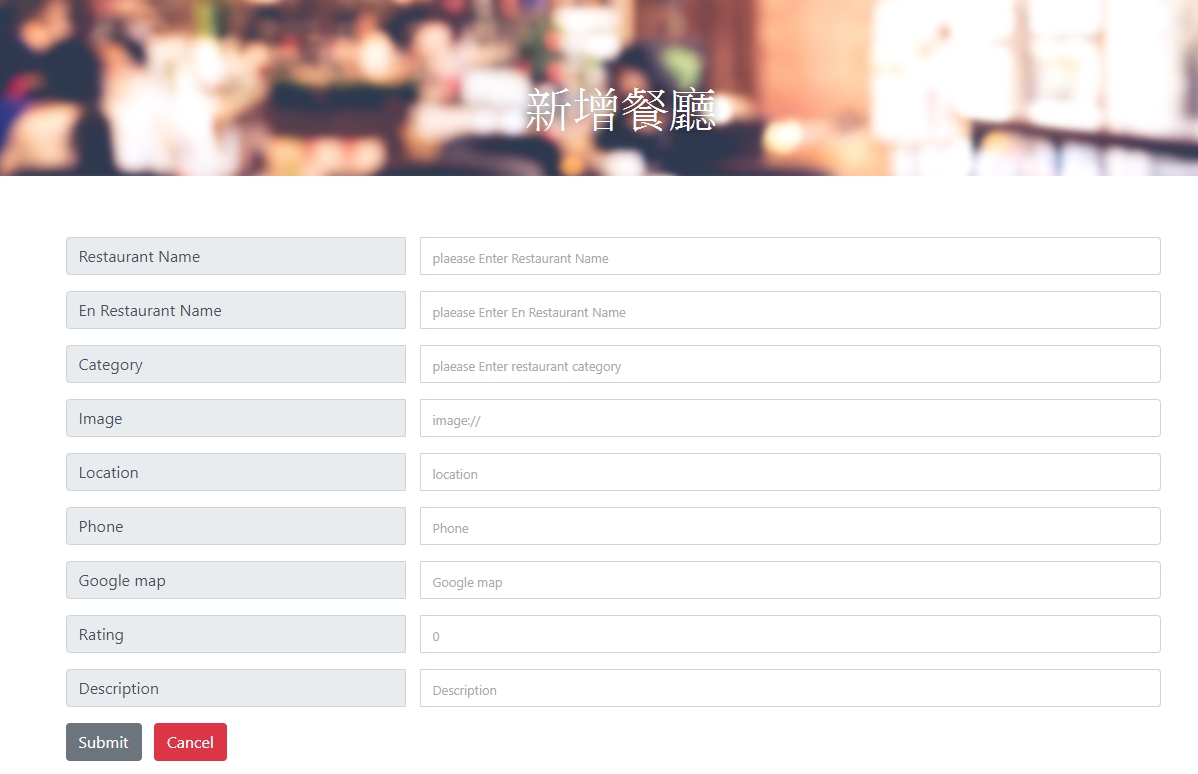 新增餐廳
Restaurant Name
plaease Enter Restaurant Name
En Restaurant Name
plaease Enter En Restaurant Name
Category
plaease Enter restaurant category
Image
image://
Location
location
Phone
Phone
Google map
Google map
Rating
0
Description
Description
Submit
Cancel